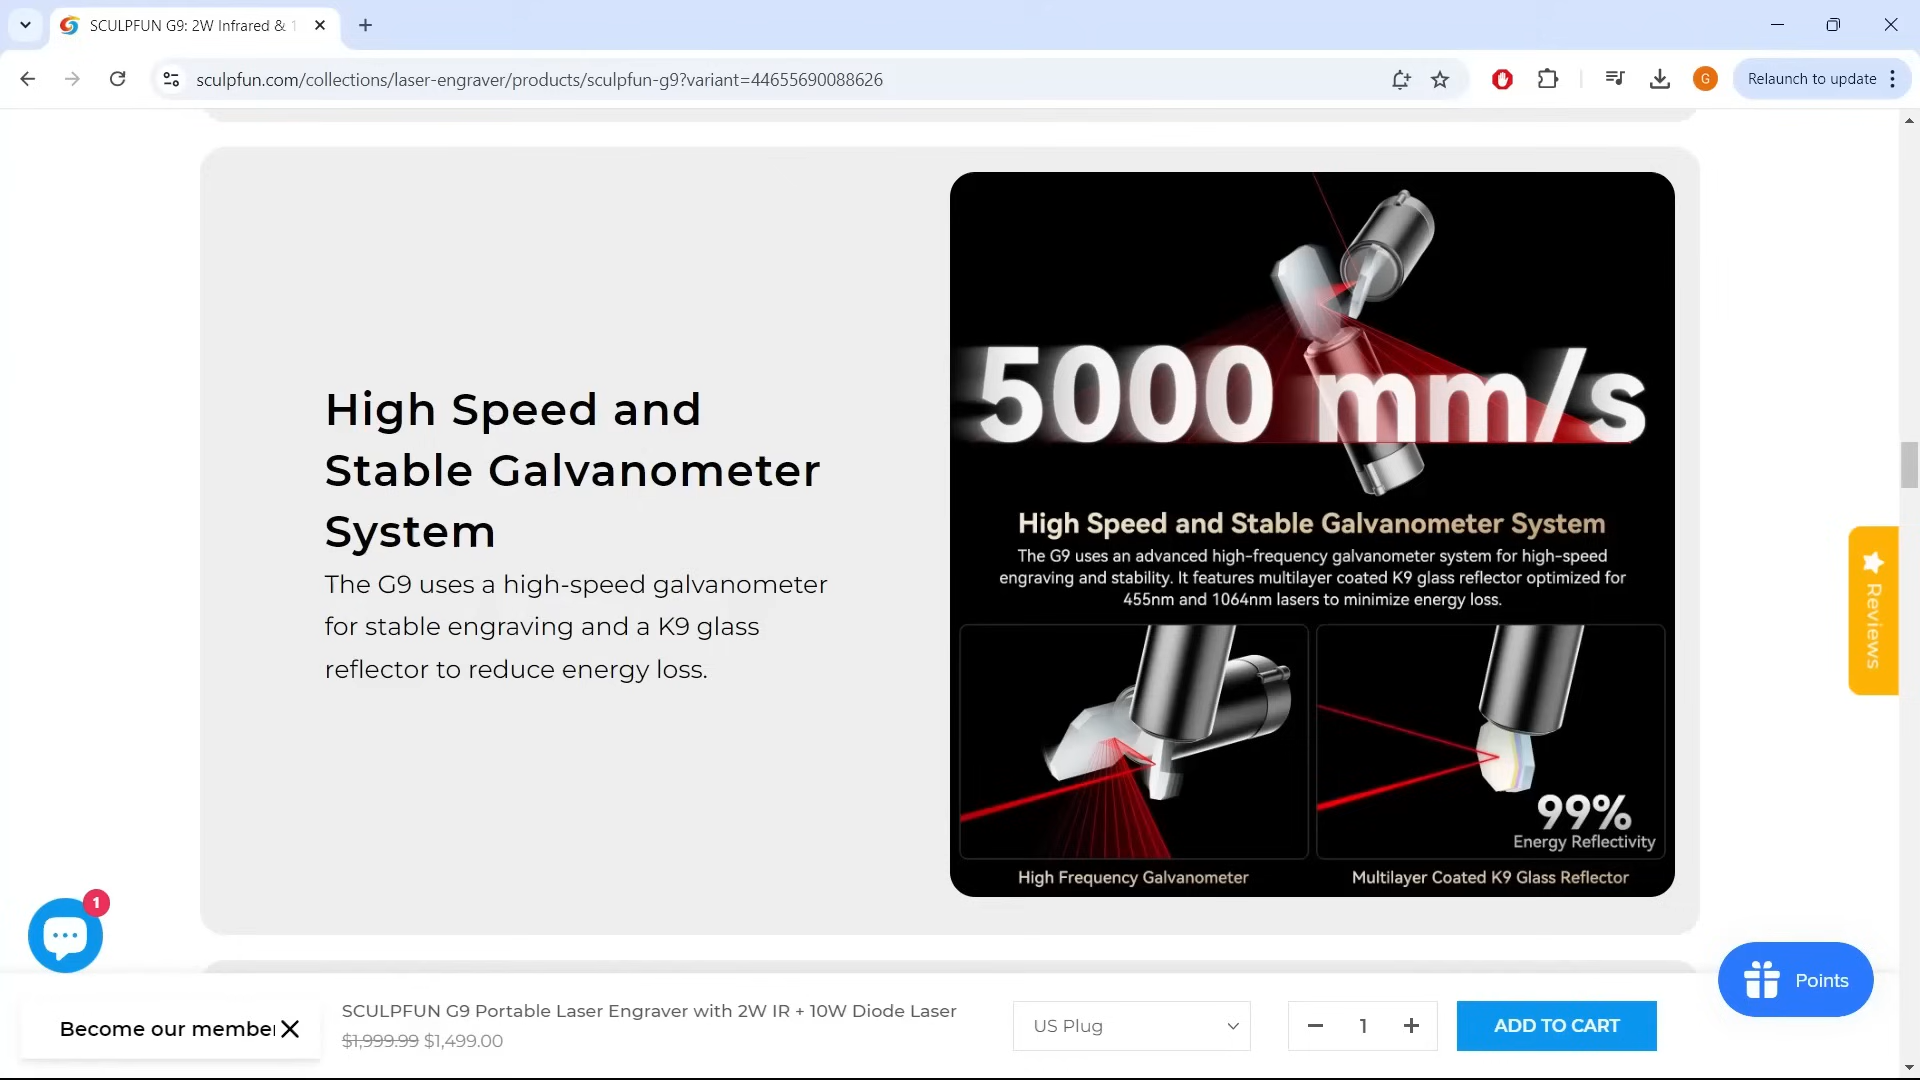 SCULPFUN G9: 2W Infrared & 1
sculpfun.com/collections/laser-engraver/products/sculpfun-g9?variant=44655690088626
G
Relaunch to update
High Speed and
Stable Galvanometer
System
The G9 uses a high-speed galvanometer
for stable engraving and a K9 glass
reflector to reduce energy loss.
5000 mm/s
High Speed and Stable Galvanometer System
The G9 uses an advanced high-frequency galvanometer system for high-speed
engraving and stability. It features multilayer coated K9 glass reflector optimized for
455nm and 1064nm lasers to minimize energy loss.
99%
Energy Reflectivity
High Frequency Galvanometer
Multilayer Coated K9 Glass Reflector
Reviews
1
Points
Become our member
SCULPFUN G9 Portable Laser Engraver with 2W IR + 10W Diode Laser
$1,999.99 $1,499.00
US Plug
1
ADD TO CART